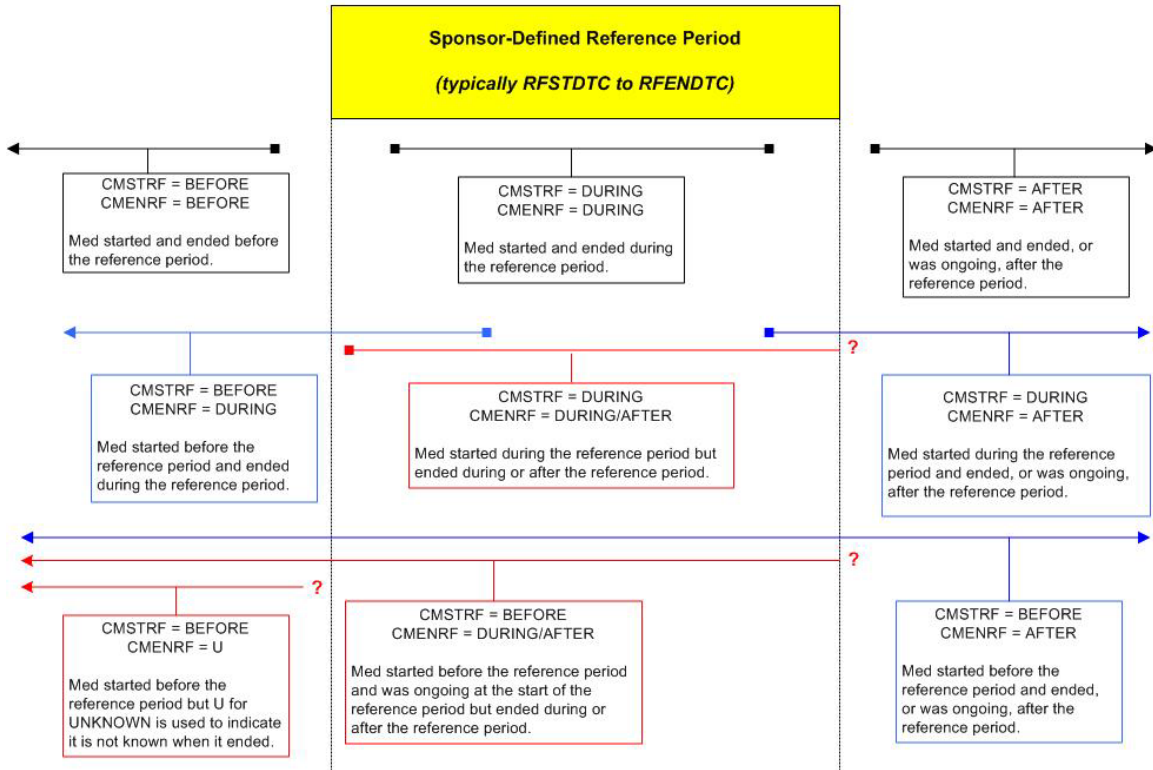 Sponsor-Defined Reference Period
(typically RFSTDTC to RFENDTC)
CMSTRF = BEFORE
CMENRF = BEFORE
Med started and ended before
the reference period.
CMSTRF = DURING
CMENRF = DURING
Med started and ended during
the reference period.
CMSTRF = AFTER
CMENRF = AFTER
Med started and ended, or
was ongoing, after the
reference period.
?
CMSTRF = BEFORE
CMENRF = DURING
Med started before the
reference period and ended
during the reference period.
CMSTRF = DURING
CMENRF = DURING/AFTER
Med started during the reference period but
ended during or after the reference period.
CMSTRF = DURING
CMENRF = AFTER
Med started during the reference
period and ended, or was ongoing,
after the reference period.
?
?
CMSTRF = BEFORE
CMENRF = U
Med started before the
reference period but U for
UNKNOWN is used to indicate
it is not known when it ended.
CMSTRF = BEFORE
CMENRF = DURING/AFTER
Med started before the reference period
and was ongoing at the start of the
reference period but ended during or
after the reference period.
CMSTRF = BEFORE
CMENRF = AFTER
Med started before the
reference period and ended,
or was ongoing, after the
reference period.